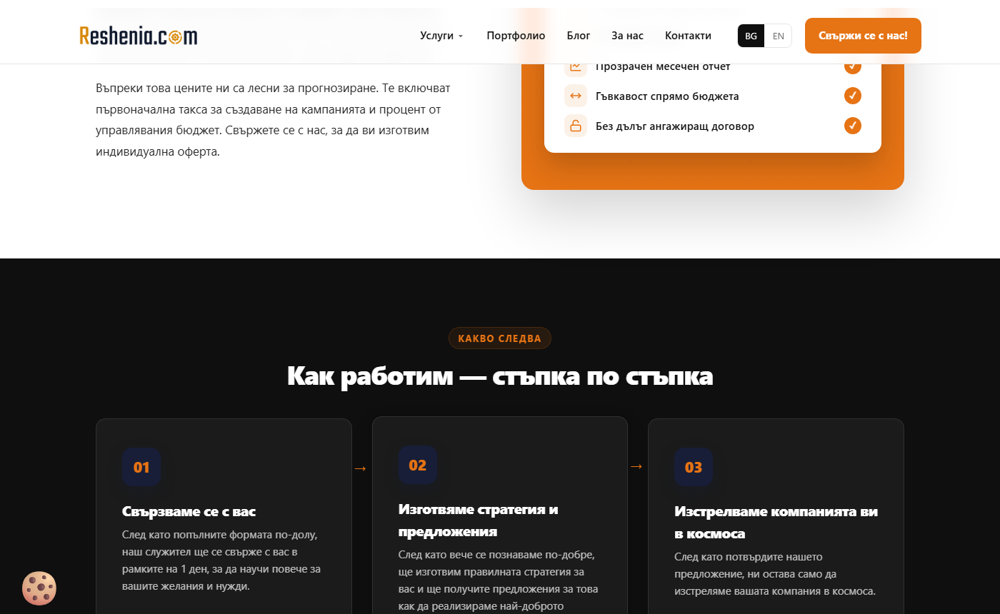 Reshenia.com
Услуги
Портфолио
Блог
За нас
Контакти
BG
EN
Свържи се с нас!
Прозрачен месечен отчет
Въпреки това цените ни са лесни за прогнозиране. Те включват
първоначална такса за създаване на кампанията и процент от
управлявания бюджет. Свържете се с нас, за да ви изготвим
индивидуална оферта.
Гъвкавост спрямо бюджета
Без дълъг ангажиращ договор
КАКВО СЛЕДВА
Как работим — стъпка по стъпка
01
Свързваме се с вас
След като попълните формата по-долу,
наш служител ще се свърже с вас в
рамките на 1 ден, за да научи повече за
вашите желания и нужди.
→
02
Изготвяме стратегия и
предложения
След като вече се познаваме по-добре,
ще изготвим правилната стратегия за
вас и ще получите предложения за това
как да реализираме най-доброто
→
03
Изстрелваме компанията ви
в космоса
След като потвърдите нашето
предложение, ни остава само да
изстреляме вашата компания в космоса.